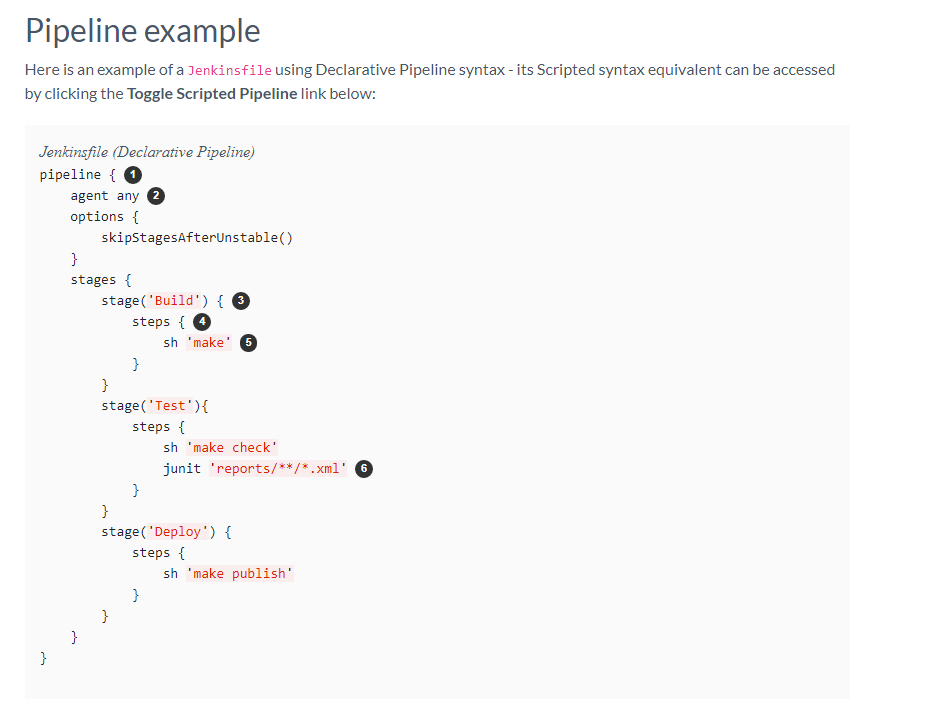 Pipeline example
Here is an example of a Jenkinsfile using Declarative Pipeline syntax - its Scripted syntax equivalent can be accessed
by clicking the Toggle Scripted Pipeline link below:
Jenkinsfile (Declarative Pipeline)
pipeline { 1
    agent any 2
    options {
        skipStagesAfterUnstable()
    }
    stages {
        stage('Build') { 3
            steps { 4
                sh 'make' 5
            }
        }
        stage('Test'){
            steps {
                sh 'make check'
                junit 'reports/**/*.xml' 6
            }
        }
        stage('Deploy') {
            steps {
                sh 'make publish'
            }
        }
    }
}